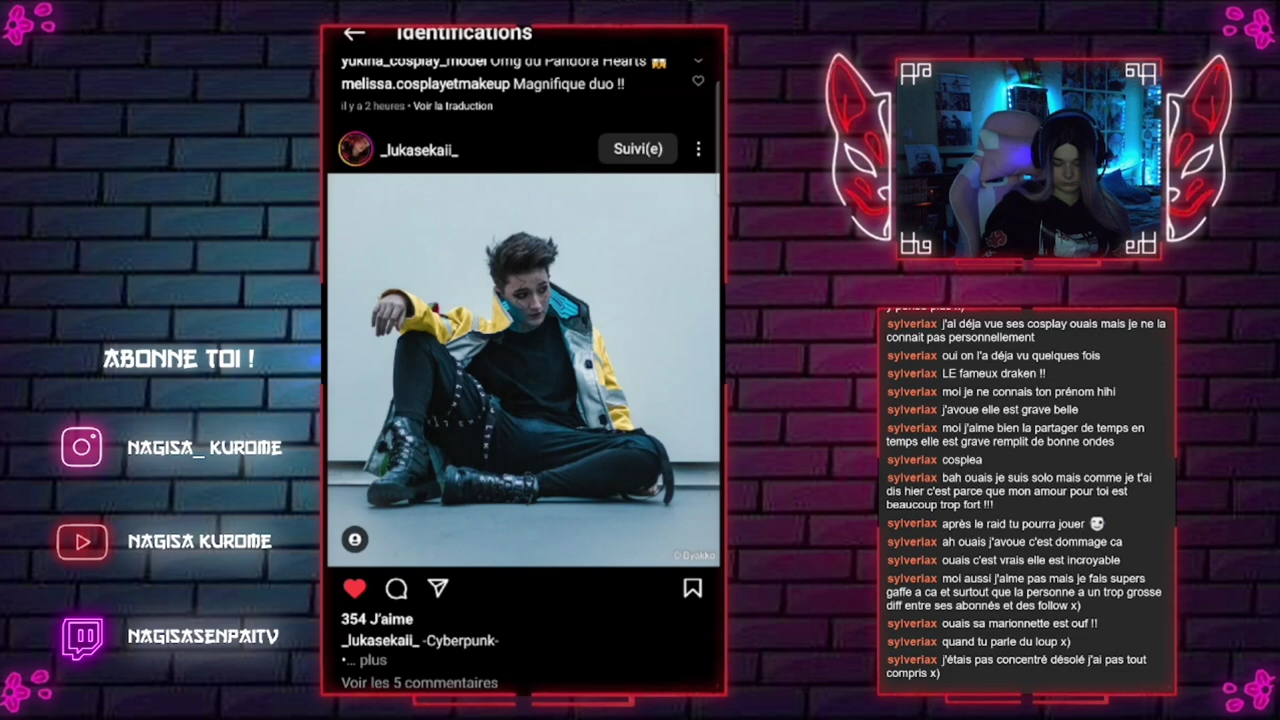 Identifications
yukina_cosplay_model Omg du Pandora Hearts 😱
melissa.cosplayetmakeup Magnifique duo !!
il y a 2 heures • Voir la traduction
_lukasekaii_
Suivi(e)
© Byakko
354 J'aime
_lukasekaii_ -Cyberpunk-
•... plus
Voir les 5 commentaires
ABONNE TOI !
NAGISA_ KUROME
NAGISA KUROME
NAGISASENPAITV
sylveriax j'ai déja vue ses cosplay ouais mais je ne la
connait pas personnellement
sylveriax oui on l'a déja vu quelques fois
sylveriax LE fameux draken !!
sylveriax moi je ne connais ton prénom hihi
sylveriax j'avoue elle est grave belle
sylveriax moi j'aime bien la partager de temps en
temps elle est grave remplit de bonne ondes
sylveriax cosplea
sylveriax bah ouais je suis solo mais comme je t'ai
dis hier c'est parce que mon amour pour toi est
beaucoup trop fort !!!
sylveriax après le raid tu pourra jouer
sylveriax ah ouais j'avoue c'est dommage ca
sylveriax ouais c'est vrais elle est incroyable
sylveriax moi aussi j'aime pas mais je fais supers
gaffe a ca et surtout que la personne a un trop grosse
diff entre ses abonnés et des follow x)
sylveriax ouais sa marionnette est ouf !!
sylveriax quand tu parle du loup x)
sylveriax j'étais pas concentré désolé j'ai pas tout
compris x)